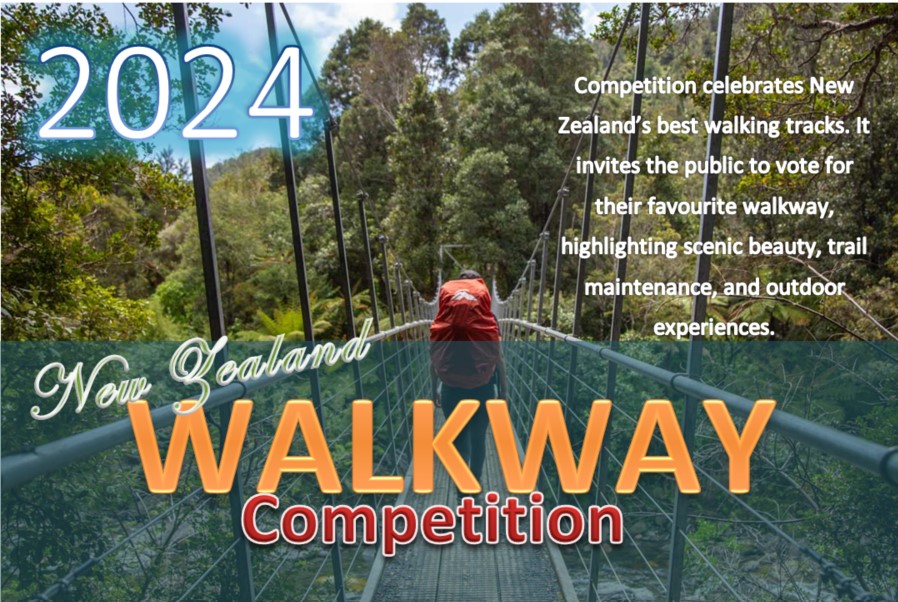 2024
Competition celebrates New
Zealand's best walking tracks. It
invites the public to vote for
their favourite walkway,
highlighting scenic beauty, trail
maintenance, and outdoor
experiences.
New Zealand
WALKWAY
Competition